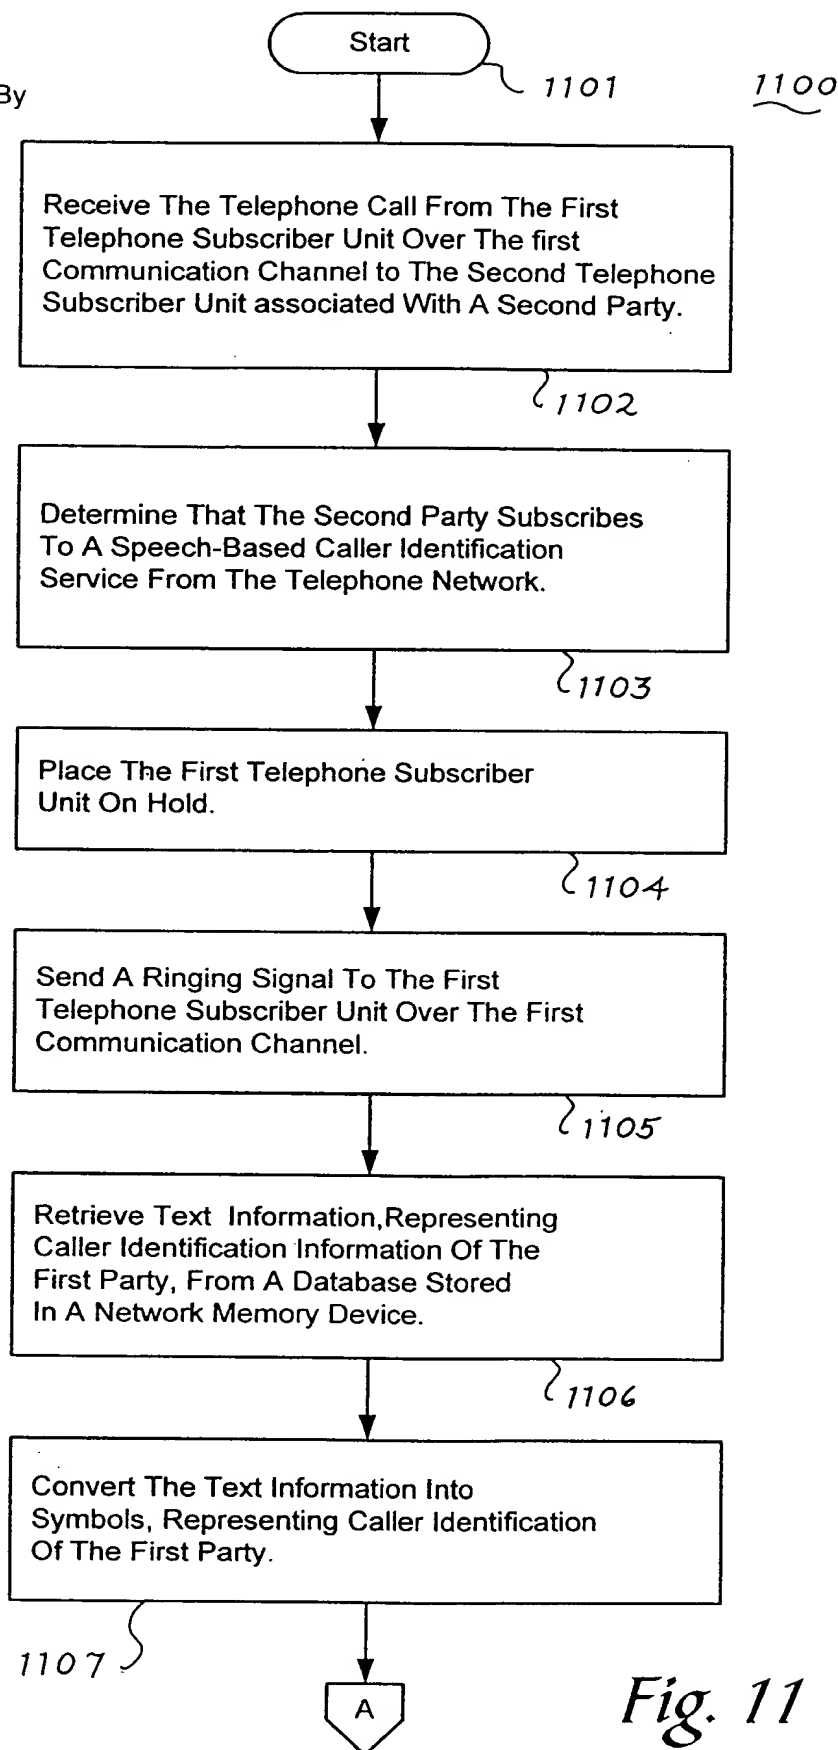 Start
By
1101
1100
Receive The Telephone Call From The First
Telephone Subscriber Unit Over The first
Communication Channel to The Second Telephone
Subscriber Unit associated With A Second Party.
1102
Determine That The Second Party Subscribes
To A Speech-Based Caller Identification
Service From The Telephone Network.
1103
Place The First Telephone Subscriber
Unit On Hold.
1104
Send A Ringing Signal To The First
Telephone Subscriber Unit Over The First
Communication Channel.
1105
Retrieve Text Information,Representing
Caller Identification Information Of The
First Party, From A Database Stored
In A Network Memory Device.
1106
Convert The Text Information Into
Symbols, Representing Caller Identification
Of The First Party.
1107
A
Fig. 11